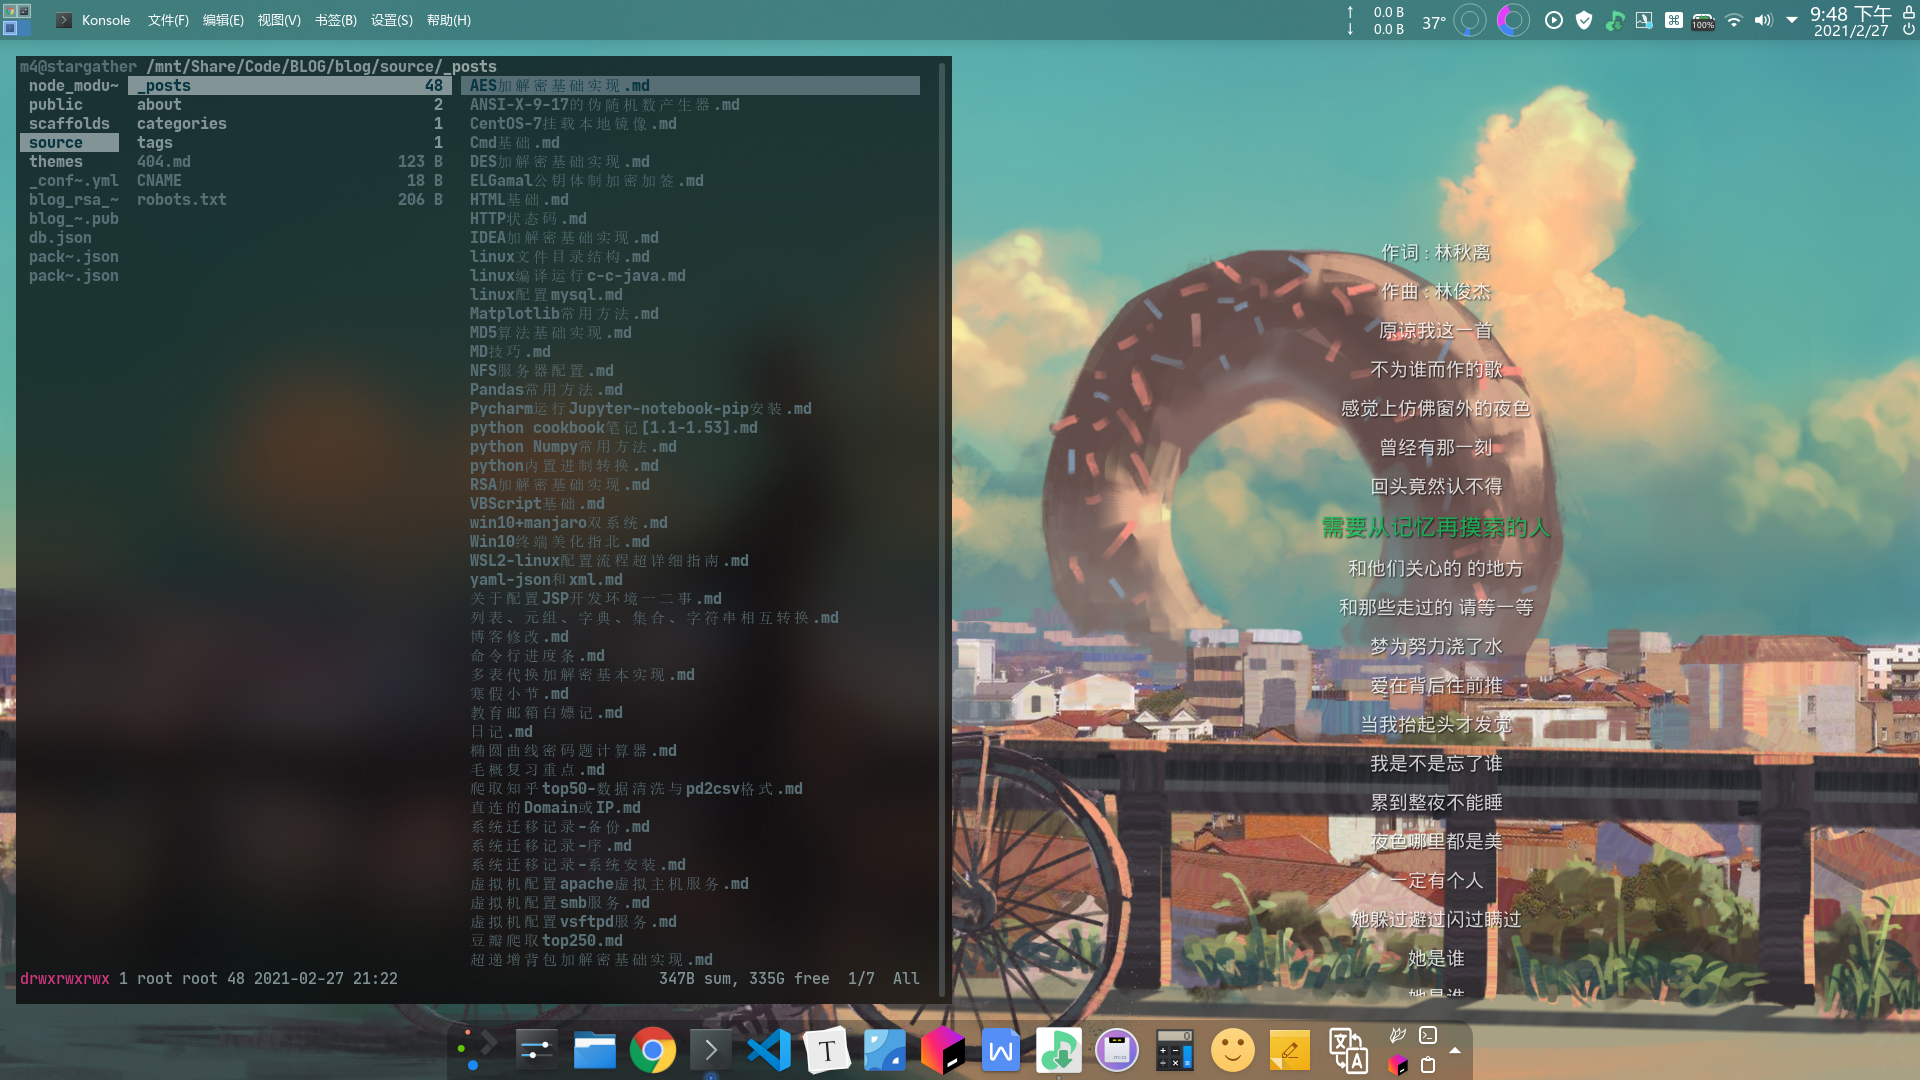 Konsole 文件(F) 编辑(E) 视图(V) 书签(B) 设置(S) 帮助(H)
↑ 0.0 B
↓ 0.0 B
37°
100%
9:48 下午
2021/2/27
m4@stargather /mnt/Share/Code/BLOG/blog/source/_posts
node_modu~
public
scaffolds
source
themes
_conf~.yml
blog_rsa_~
blog_~.pub
db.json
pack~.json
pack~.json
_posts 48
about 2
categories 1
tags 1
404.md 123 B
CNAME 18 B
robots.txt 206 B
AES加解密基础实现.md
ANSI-X-9-17的伪随机数产生器.md
CentOS-7挂载本地镜像.md
Cmd基础.md
DES加解密基础实现.md
ELGamal公钥体制加密加签.md
HTML基础.md
HTTP状态码.md
IDEA加解密基础实现.md
linux文件目录结构.md
linux编译运行c-c-java.md
linux配置mysql.md
Matplotlib常用方法.md
MD5算法基础实现.md
MD技巧.md
NFS服务器配置.md
Pandas常用方法.md
Pycharm运行Jupyter-notebook-pip安装.md
python cookbook笔记[1.1-1.53].md
python Numpy常用方法.md
python内置进制转换.md
RSA加解密基础实现.md
VBScript基础.md
win10+manjaro双系统.md
Win10终端美化指北.md
WSL2-linux配置流程超详细指南.md
yaml-json和xml.md
关于配置JSP开发环境一二事.md
列表、元组、字典、集合、字符串相互转换.md
博客修改.md
命令行进度条.md
多表代换加解密基本实现.md
寒假小节.md
教育邮箱白嫖记.md
日记.md
椭圆曲线密码题计算器.md
毛概复习重点.md
爬取知乎top50-数据清洗与pd2csv格式.md
直连的Domain或IP.md
系统迁移记录-备份.md
系统迁移记录-序.md
系统迁移记录-系统安装.md
虚拟机配置apache虚拟主机服务.md
虚拟机配置smb服务.md
虚拟机配置vsftpd服务.md
豆瓣爬取top250.md
超递增背包加解密基础实现.md
drwxrwxrwx 1 root root 48 2021-02-27 21:22 347B sum, 335G free 1/7 All
作词 : 林秋离
作曲 : 林俊杰
原谅我这一首
不为谁而作的歌
感觉上仿佛窗外的夜色
曾经有那一刻
回头竟然认不得
需要从记忆再摸索的人
和他们关心的 的地方
和那些走过的 请等一等
梦为努力浇了水
爱在背后往前推
当我抬起头才发觉
我是不是忘了谁
累到整夜不能睡
夜色哪里都是美
一定有个人
她躲过避过闪过瞒过
她是谁
她是谁